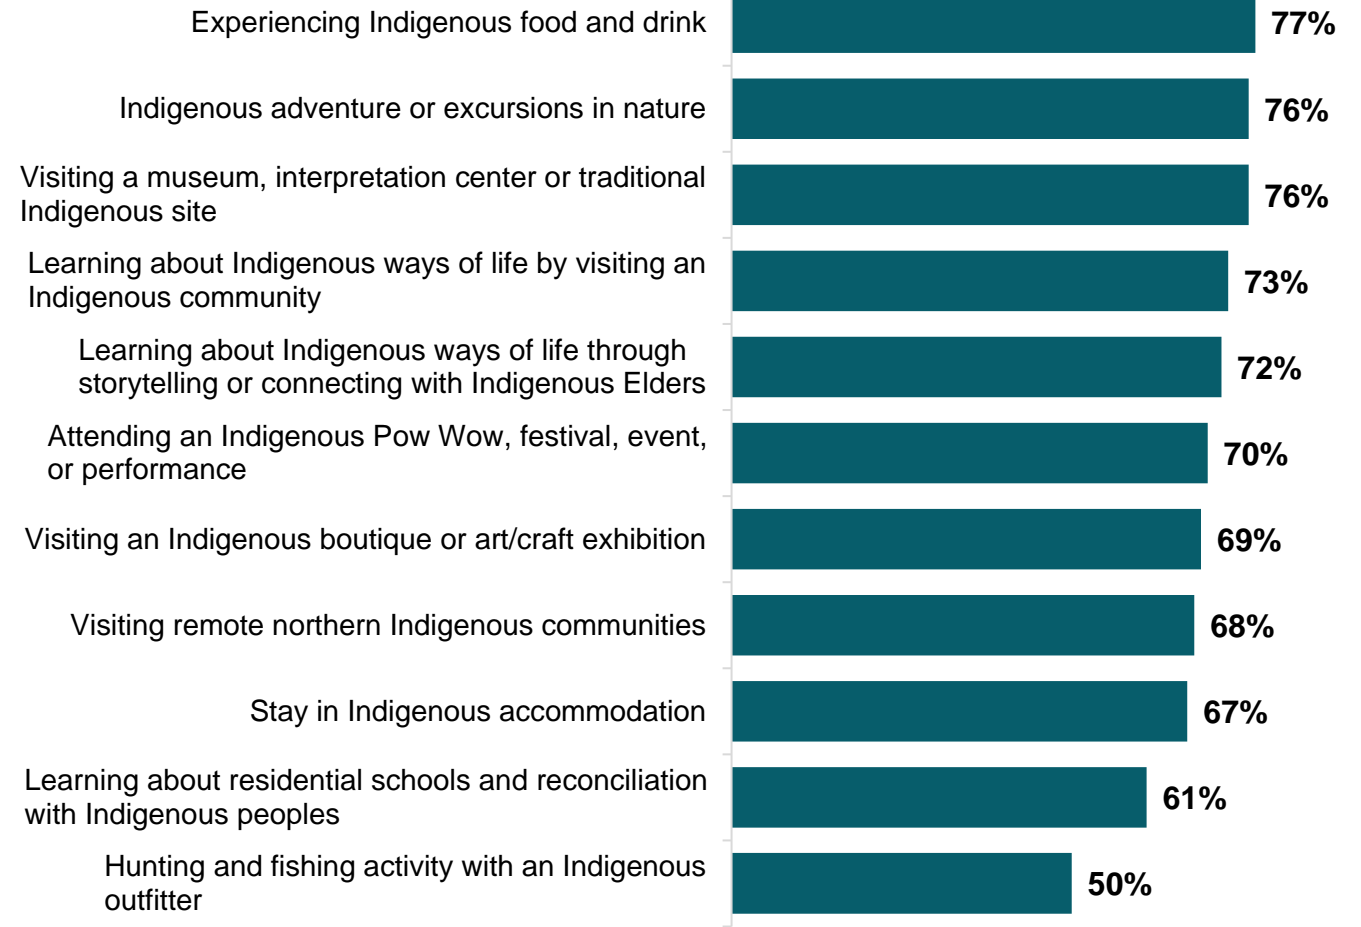 Experiencing Indigenous food and drink 77%
Indigenous adventure or excursions in nature 76%
Visiting a museum, interpretation center or traditional
Indigenous site 76%
Learning about Indigenous ways of life by visiting an
Indigenous community 73%
Learning about Indigenous ways of life through
storytelling or connecting with Indigenous Elders 72%
Attending an Indigenous Pow Wow, festival, event,
or performance 70%
Visiting an Indigenous boutique or art/craft exhibition 69%
Visiting remote northern Indigenous communities 68%
Stay in Indigenous accommodation 67%
Learning about residential schools and reconciliation
with Indigenous peoples 61%
Hunting and fishing activity with an Indigenous
outfitter 50%